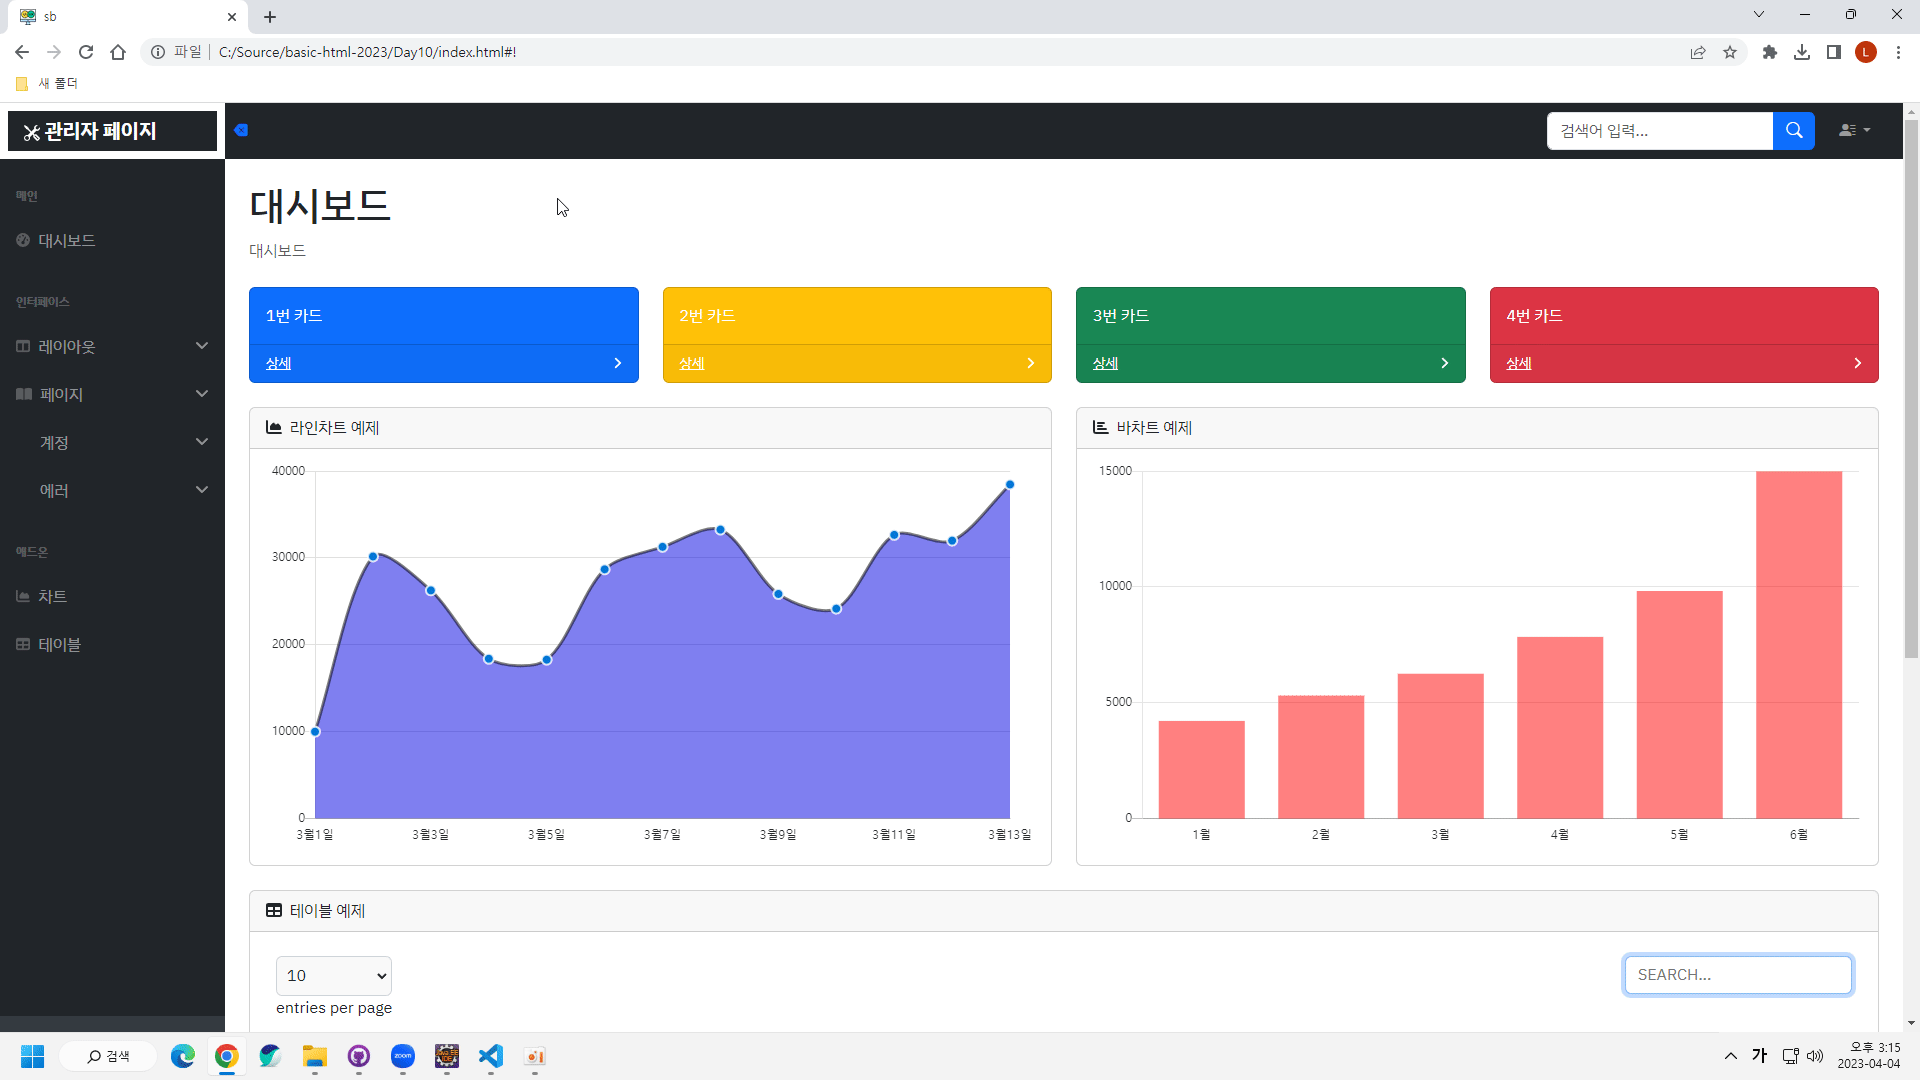 sb
파일
C:/Source/basic-html-2023/Day10/index.html#!
L
새 폴더
관리자 페이지
검색어 입력...
메인
대시보드
인터페이스
레이아웃
페이지
계정
에러
애드온
차트
테이블
대시보드
대시보드
1번 카드
상세
2번 카드
상세
3번 카드
상세
4번 카드
상세
라인차트 예제
40000
30000
20000
10000
0
3월1일 3월3일 3월5일 3월7일 3월9일 3월11일 3월13일
바차트 예제
15000
10000
5000
0
1월 2월 3월 4월 5월 6월
테이블 예제
10
entries per page
SEARCH...
검색
zoom
가
오후 3:15
2023-04-04